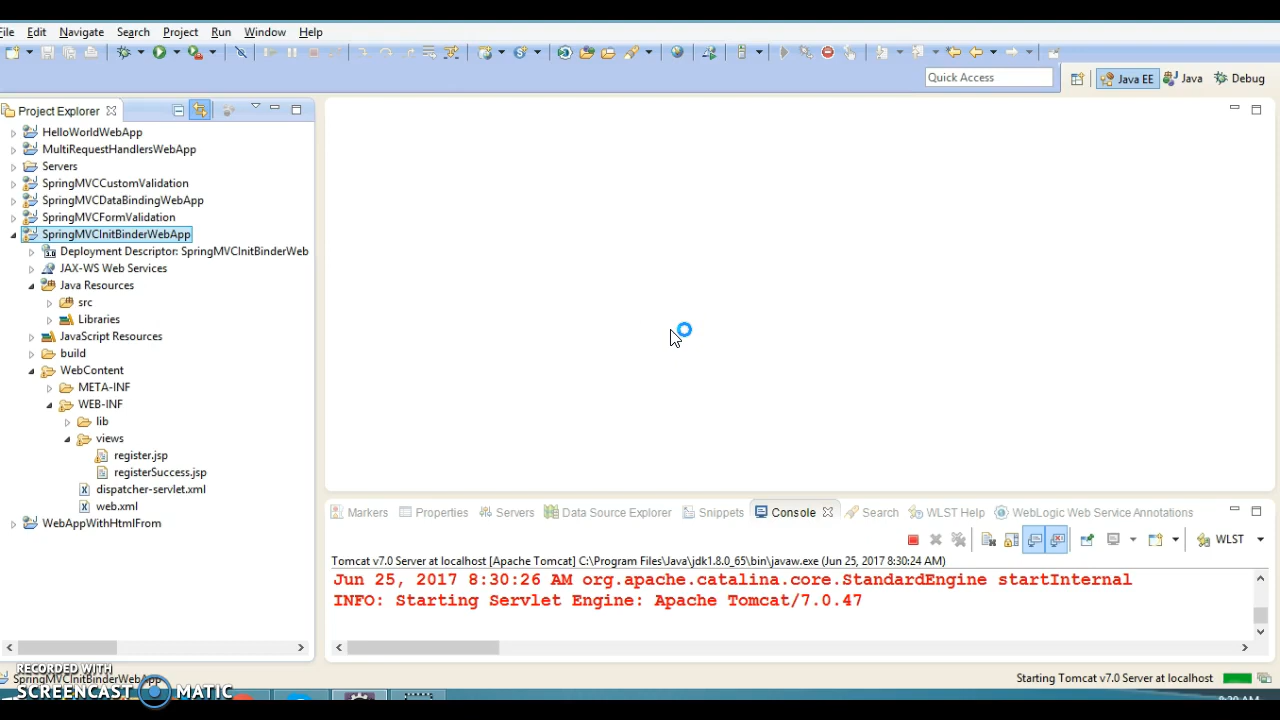 File Edit Navigate Search Project Run Window Help
Quick Access
Java EE Java Debug
Project Explorer
HelloWorldWebApp
MultiRequestHandlersWebApp
Servers
SpringMVCCustomValidation
SpringMVCDataBindingWebApp
SpringMVCFormValidation
SpringMVCInitBinderWebApp
Deployment Descriptor: SpringMVCInitBinderWeb
JAX-WS Web Services
Java Resources
src
Libraries
JavaScript Resources
build
WebContent
META-INF
WEB-INF
lib
views
register.jsp
registerSuccess.jsp
dispatcher-servlet.xml
web.xml
WebAppWithHtmlFrom
Markers Properties Servers Data Source Explorer Snippets Console Search WLST Help WebLogic Web Service Annotations
WLST
Tomcat v7.0 Server at localhost [Apache Tomcat] C:\Program Files\Java\jdk1.8.0_65\bin\javaw.exe (Jun 25, 2017 8:30:24 AM)
Jun 25, 2017 8:30:26 AM org.apache.catalina.core.StandardEngine startInternal
INFO: Starting Servlet Engine: Apache Tomcat/7.0.47
RECORDED WITH
SpringMVCInitBinderWebApp
Starting Tomcat v7.0 Server at localhost
SCREENCAST MATIC
8:30 AM